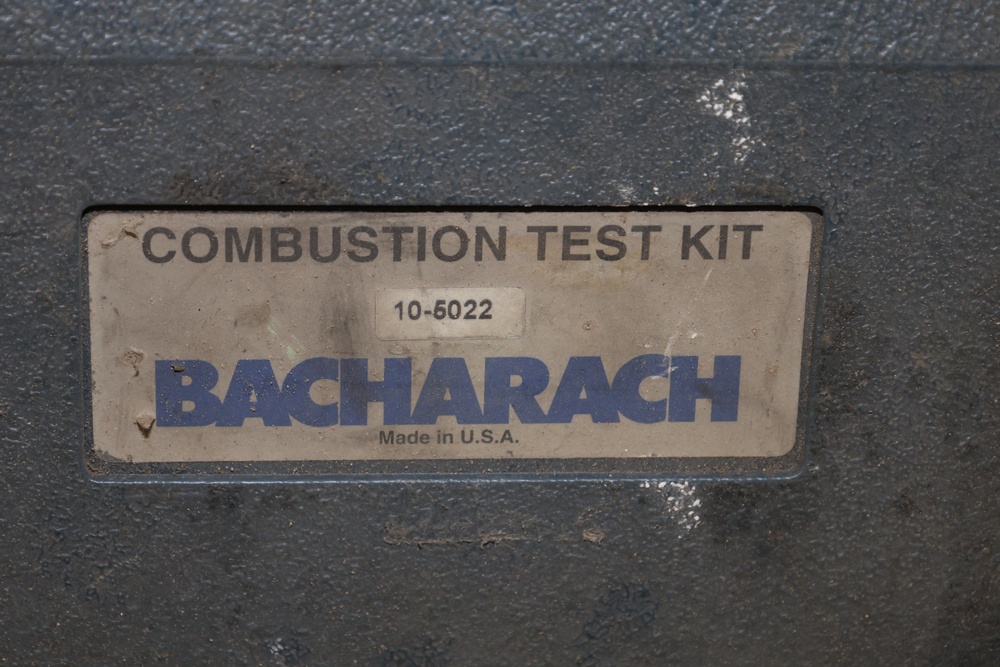 COMBUSTION TEST KIT
10-5022
BACHARACH
Made in U.S.A.